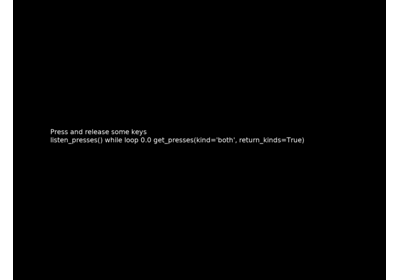 Press and release some keys
listen_presses() while loop 0.0 get_presses(kind='both', return_kinds=True)